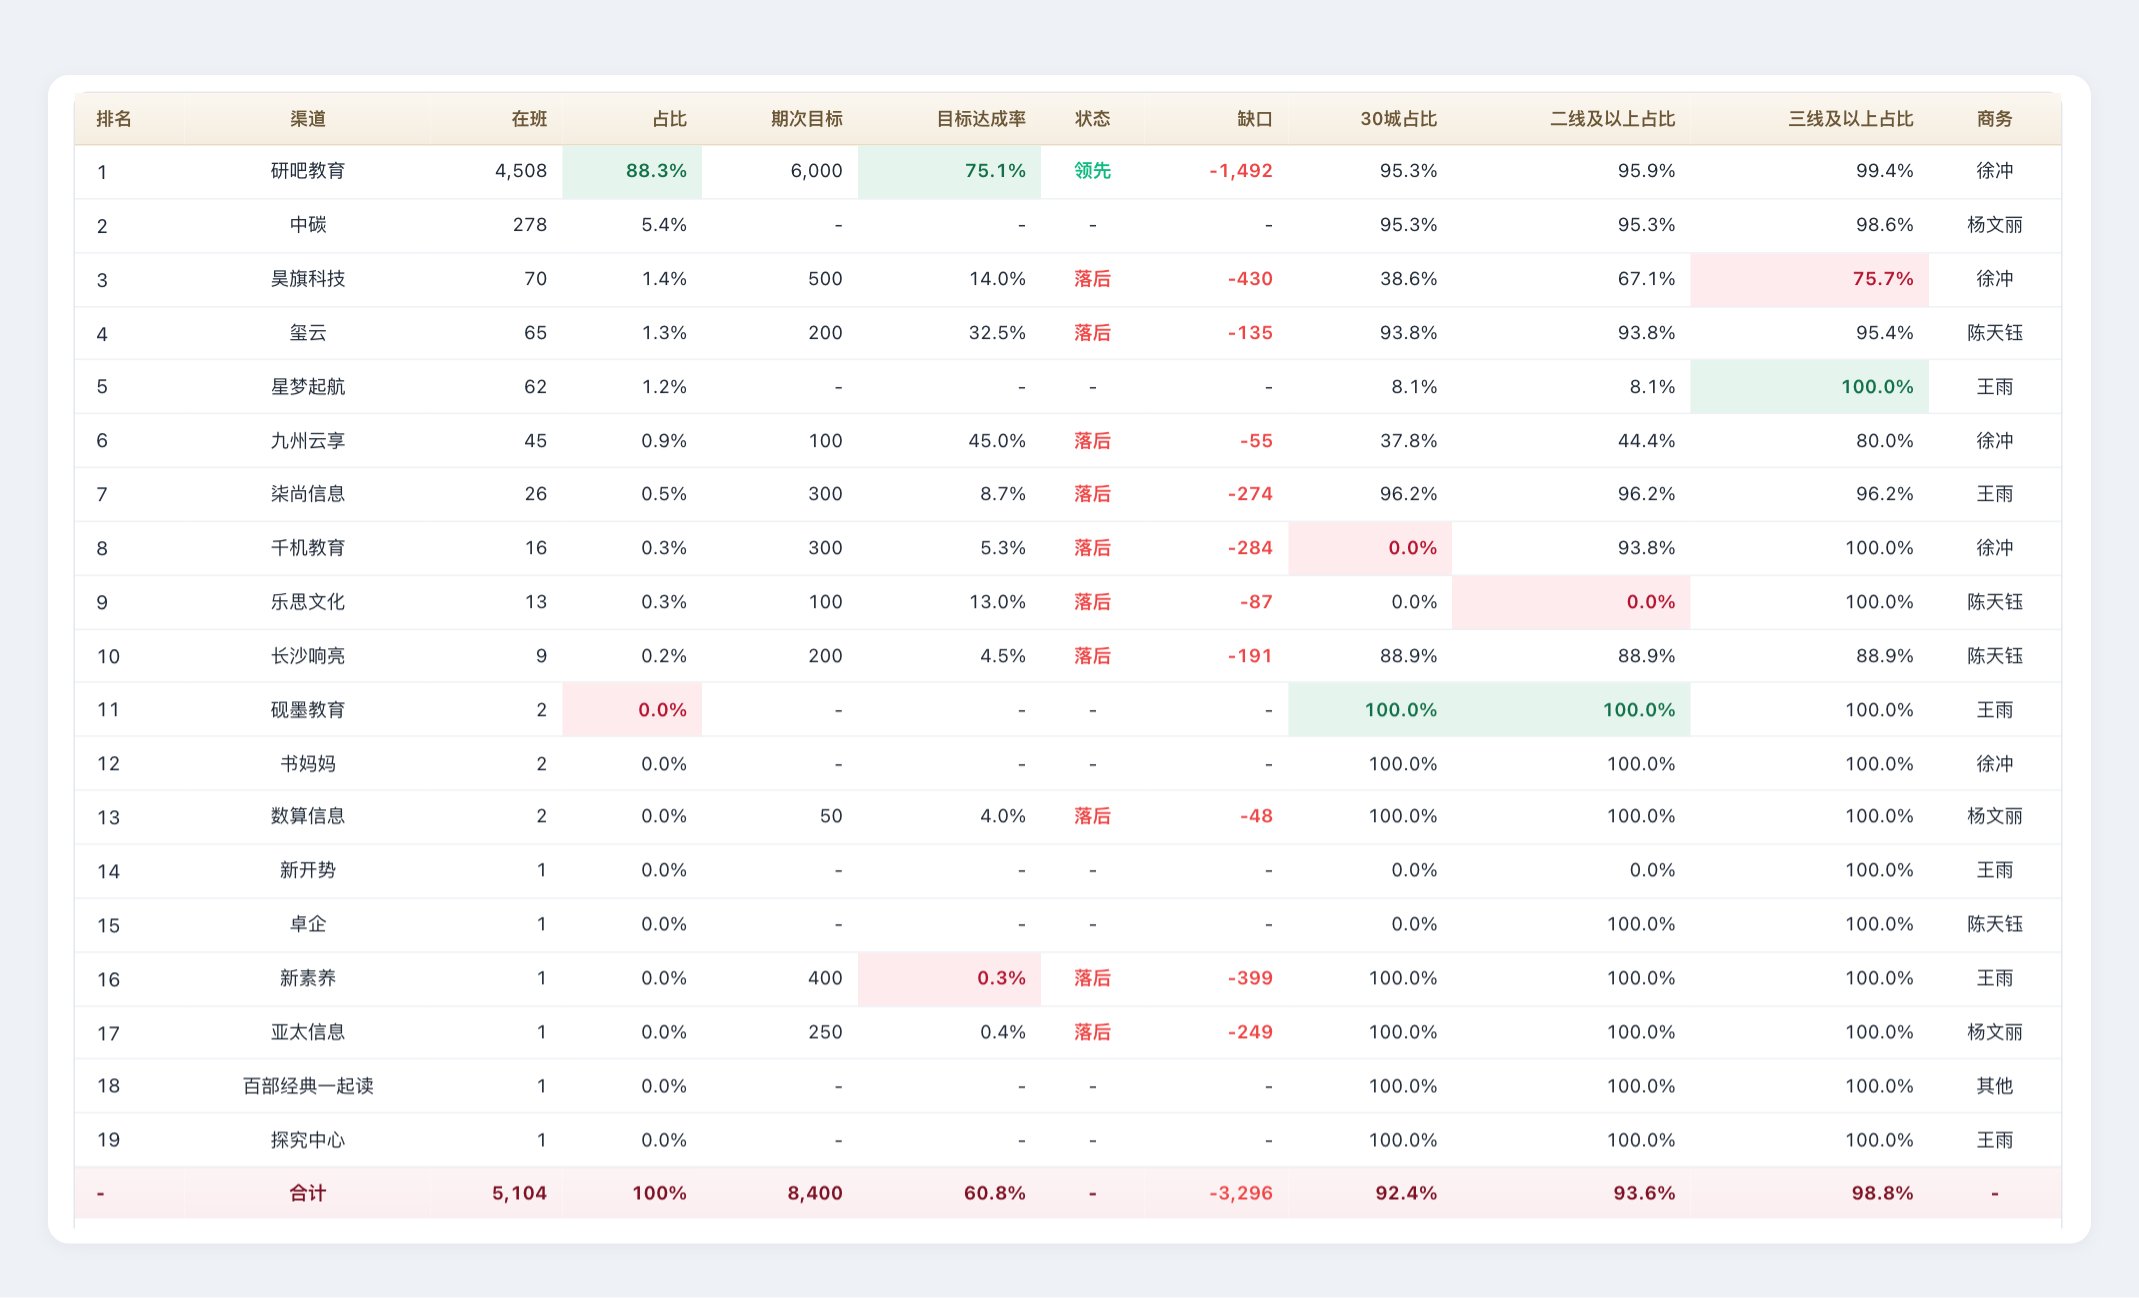 排名 渠道 在班 占比 期次目标 目标达成率 状态 缺口 30城占比 二线及以上占比 三线及以上占比 商务
1 研吧教育 4,508 88.3% 6,000 75.1% 领先 -1,492 95.3% 95.9% 99.4% 徐冲
2 中碳 278 5.4% - - - - 95.3% 95.3% 98.6% 杨文丽
3 昊旗科技 70 1.4% 500 14.0% 落后 -430 38.6% 67.1% 75.7% 徐冲
4 玺云 65 1.3% 200 32.5% 落后 -135 93.8% 93.8% 95.4% 陈天钰
5 星梦起航 62 1.2% - - - - 8.1% 8.1% 100.0% 王雨
6 九州云享 45 0.9% 100 45.0% 落后 -55 37.8% 44.4% 80.0% 徐冲
7 柒尚信息 26 0.5% 300 8.7% 落后 -274 96.2% 96.2% 96.2% 王雨
8 千机教育 16 0.3% 300 5.3% 落后 -284 0.0% 93.8% 100.0% 徐冲
9 乐思文化 13 0.3% 100 13.0% 落后 -87 0.0% 0.0% 100.0% 陈天钰
10 长沙响亮 9 0.2% 200 4.5% 落后 -191 88.9% 88.9% 88.9% 陈天钰
11 砚墨教育 2 0.0% - - - - 100.0% 100.0% 100.0% 王雨
12 书妈妈 2 0.0% - - - - 100.0% 100.0% 100.0% 徐冲
13 数算信息 2 0.0% 50 4.0% 落后 -48 100.0% 100.0% 100.0% 杨文丽
14 新开势 1 0.0% - - - - 0.0% 0.0% 100.0% 王雨
15 卓企 1 0.0% - - - - 0.0% 100.0% 100.0% 陈天钰
16 新素养 1 0.0% 400 0.3% 落后 -399 100.0% 100.0% 100.0% 王雨
17 亚太信息 1 0.0% 250 0.4% 落后 -249 100.0% 100.0% 100.0% 杨文丽
18 百部经典一起读 1 0.0% - - - - 100.0% 100.0% 100.0% 其他
19 探究中心 1 0.0% - - - - 100.0% 100.0% 100.0% 王雨
- 合计 5,104 100% 8,400 60.8% - -3,296 92.4% 93.6% 98.8% -